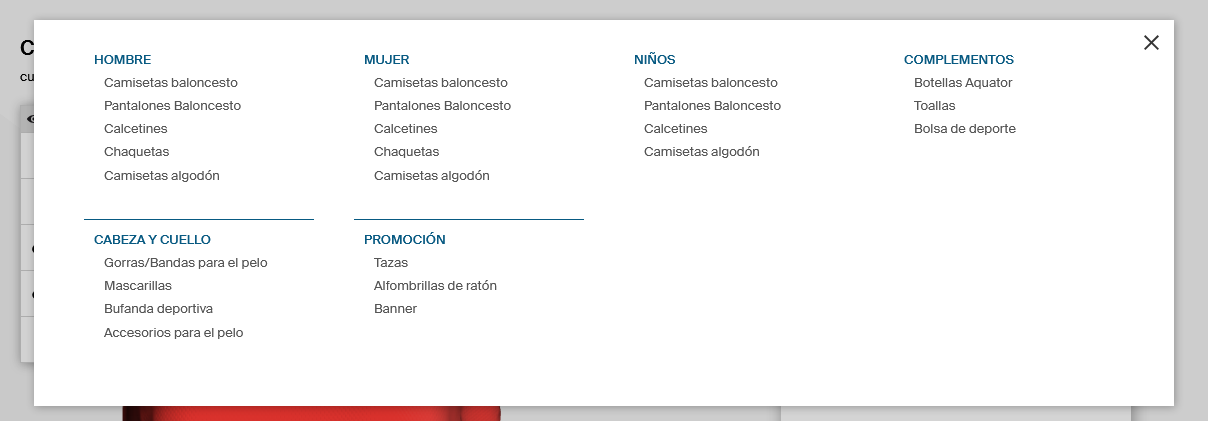 HOMBRE
Camisetas baloncesto
Pantalones Baloncesto
Calcetines
Chaquetas
Camisetas algodón
MUJER
Camisetas baloncesto
Pantalones Baloncesto
Calcetines
Chaquetas
Camisetas algodón
NIÑOS
Camisetas baloncesto
Pantalones Baloncesto
Calcetines
Camisetas algodón
COMPLEMENTOS
Botellas Aquator
Toallas
Bolsa de deporte
CABEZA Y CUELLO
Gorras/Bandas para el pelo
Mascarillas
Bufanda deportiva
Accesorios para el pelo
PROMOCIÓN
Tazas
Alfombrillas de ratón
Banner